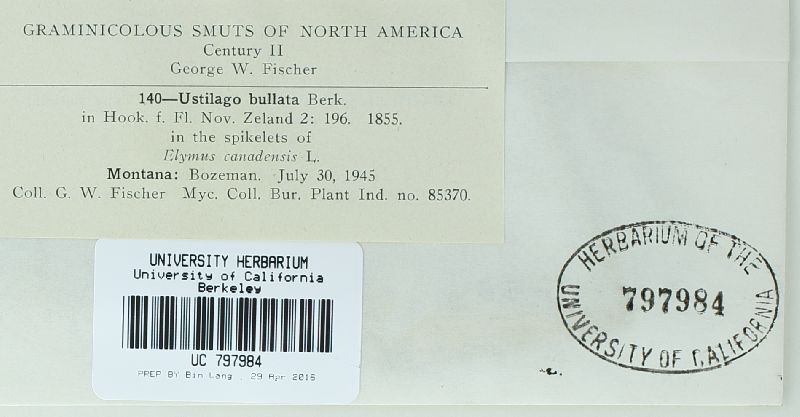 GRAMINICOLOUS SMUTS OF NORTH AMERICA
Century II
George W. Fischer
140—Ustilago bullata Berk.
in Hook. f. Fl. Nov. Zeland 2: 196. 1855.
in the spikelets of
Elymus canadensis L.
Montana: Bozeman. July 30, 1945
Coll. G. W. Fischer Myc. Coll. Bur. Plant Ind. no. 85370.
UNIVERSITY HERBARIUM
University of California
Berkeley
UC 797984
PREP BY Bin Lang , 29 Apr 2015
HERBARIUM OF THE
797984
UNIVERSITY OF CALIFORNIA